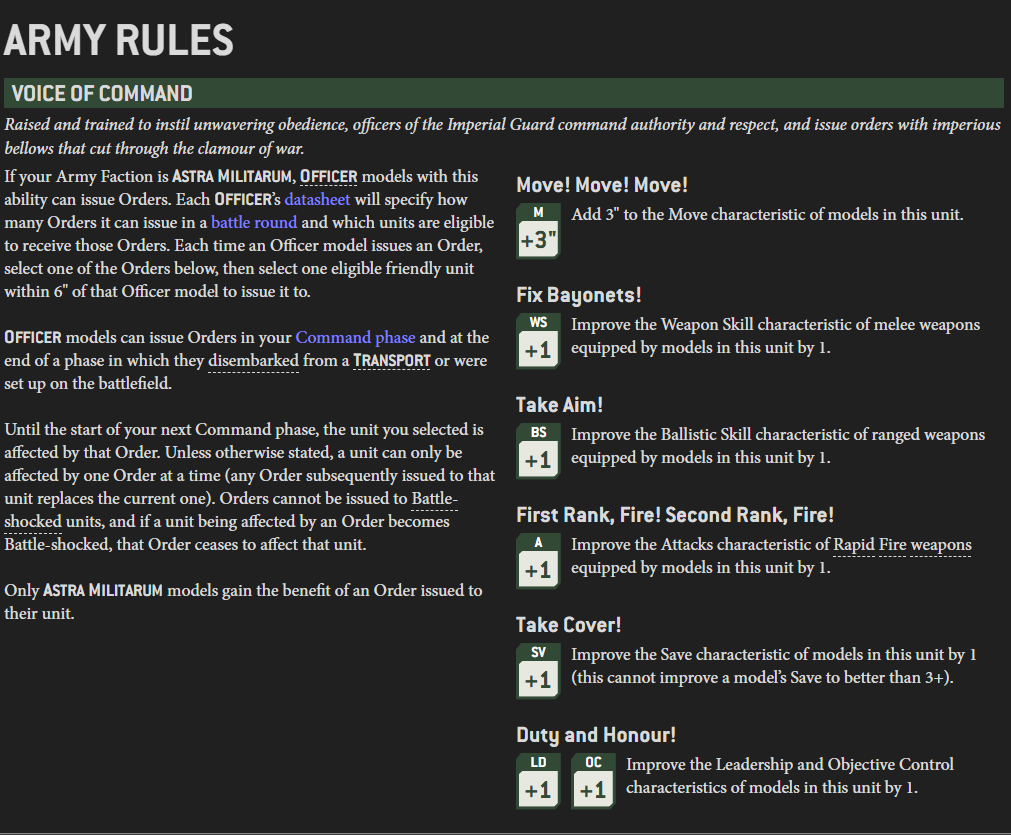 ARMY RULES
VOICE OF COMMAND
Raised and trained to instil unwavering obedience, officers of the Imperial Guard command authority and respect, and issue orders with imperious
bellows that cut through the clamour of war.
If your Army Faction is ASTRA MILITARUM, OFFICER models with this
ability can issue Orders. Each OFFICER’s datasheet will specify how
many Orders it can issue in a battle round and which units are eligible
to receive those Orders. Each time an Officer model issues an Order,
select one of the Orders below, then select one eligible friendly unit
within 6" of that Officer model to issue it to.
OFFICER models can issue Orders in your Command phase and at the
end of a phase in which they disembarked from a TRANSPORT or were
set up on the battlefield.
Until the start of your next Command phase, the unit you selected is
affected by that Order. Unless otherwise stated, a unit can only be
affected by one Order at a time (any Order subsequently issued to that
unit replaces the current one). Orders cannot be issued to Battle-
shocked units, and if a unit being affected by an Order becomes
Battle-shocked, that Order ceases to affect that unit.
Only ASTRA MILITARUM models gain the benefit of an Order issued to
their unit.
Move! Move! Move!
M
+3"
Add 3" to the Move characteristic of models in this unit.
Fix Bayonets!
WS
+1
Improve the Weapon Skill characteristic of melee weapons
equipped by models in this unit by 1.
Take Aim!
BS
+1
Improve the Ballistic Skill characteristic of ranged weapons
equipped by models in this unit by 1.
First Rank, Fire! Second Rank, Fire!
A
+1
Improve the Attacks characteristic of Rapid Fire weapons
equipped by models in this unit by 1.
Take Cover!
SV
+1
Improve the Save characteristic of models in this unit by 1
(this cannot improve a model’s Save to better than 3+).
Duty and Honour!
LD
+1
OC
+1
Improve the Leadership and Objective Control
characteristics of models in this unit by 1.